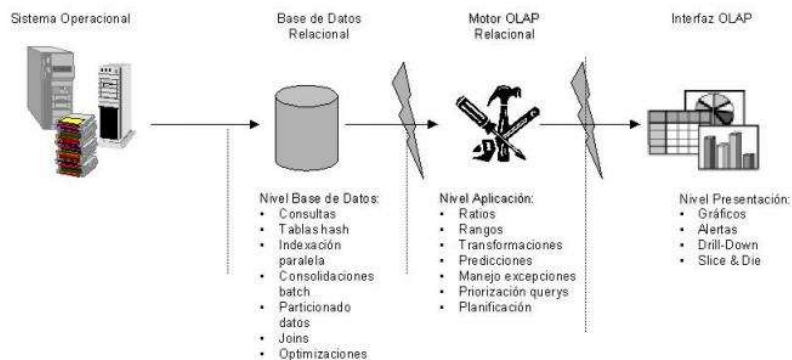 Sistema Operacional
Base de Datos
Relacional
Motor OLAP
Relacional
Interfaz OLAP
Nivel Base de Datos:
• Consultas
• Tablas hash
• Indexación
paralela
• Consolidaciones
batch
• Particionado
datos
• Joins
• Optimizaciones
Nivel Aplicación:
• Ratios
• Rangos
• Transformaciones
• Predicciones
• Manejo excepciones
• Priorización querys
• Planificación
Nivel Presentación:
• Gráficos
• Alertas
• Drill-Down
• Slice & Die